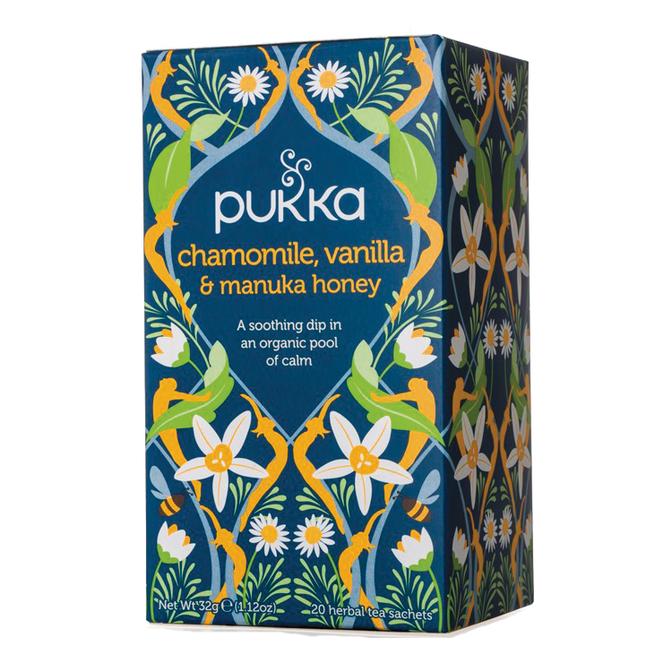 pukka
chamomile, vanilla
& manuka honey
A soothing dip in
an organic pool
of calm
Net Wt 32g ℮ (1.12oz)
20 herbal tea sachets